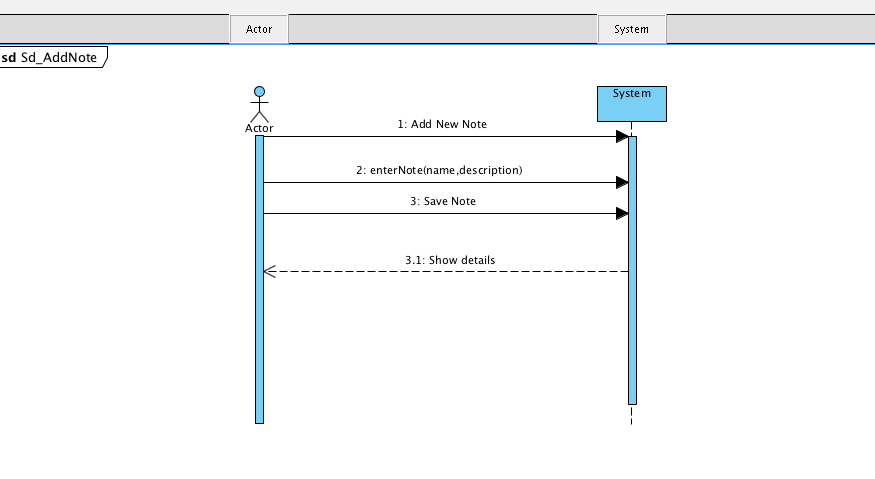 Actor
System
sd Sd_AddNote
System
Actor
1: Add New Note
2: enterNote(name,description)
3: Save Note
3.1: Show details